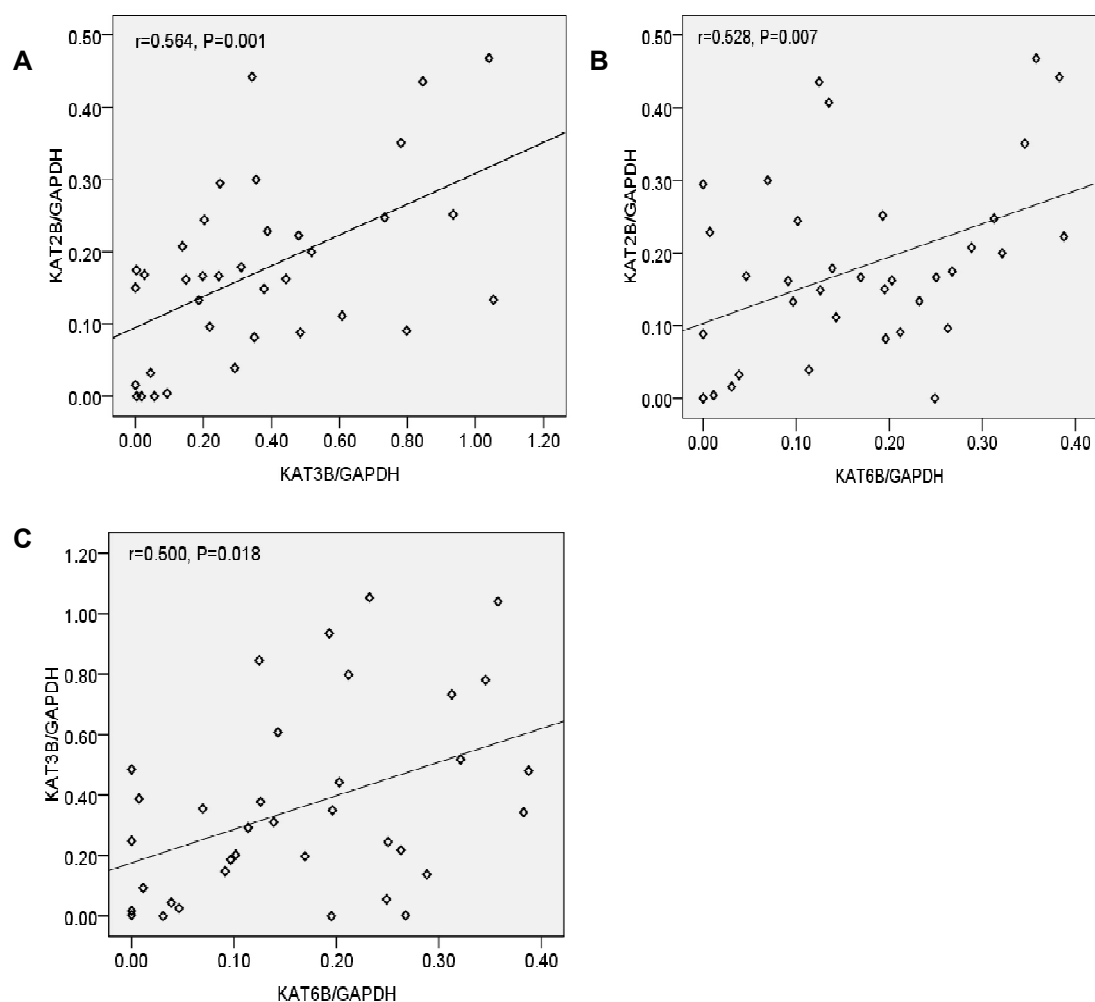 A
r=0.564, P=0.001
KAT2B/GAPDH
0.50
0.40
0.30
0.20
0.10
0.00
0.00 0.20 0.40 0.60 0.80 1.00 1.20
KAT3B/GAPDH
B
r=0.528, P=0.007
KAT2B/GAPDH
0.50
0.40
0.30
0.20
0.10
0.00
0.00 0.10 0.20 0.30 0.40
KAT6B/GAPDH
C
r=0.500, P=0.018
KAT3B/GAPDH
1.20
1.00
0.80
0.60
0.40
0.20
0.00
0.00 0.10 0.20 0.30 0.40
KAT6B/GAPDH